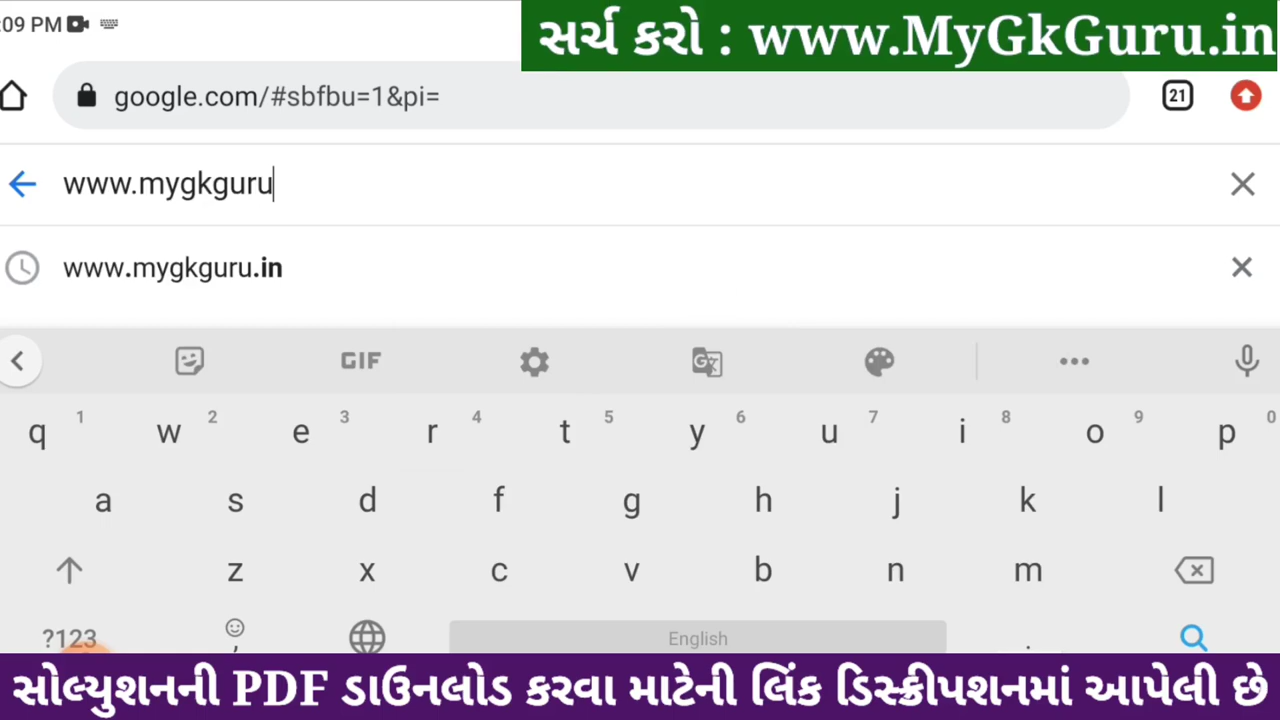 :09 PM
સર્ચ કરો : www.MyGkGuru.in
google.com/#sbfbu=1&pi=
21
www.mygkguru
www.mygkguru.in
GIF
q 1 w 2 e 3 r 4 t 5 y 6 u 7 i 8 o 9 p 0
a s d f g h j k l
z x c v b n m
?123 , English .
સોલ્યુશનની PDF ડાઉનલોડ કરવા માટેની લિંક ડિસ્ક્રીપશનમાં આપેલી છે